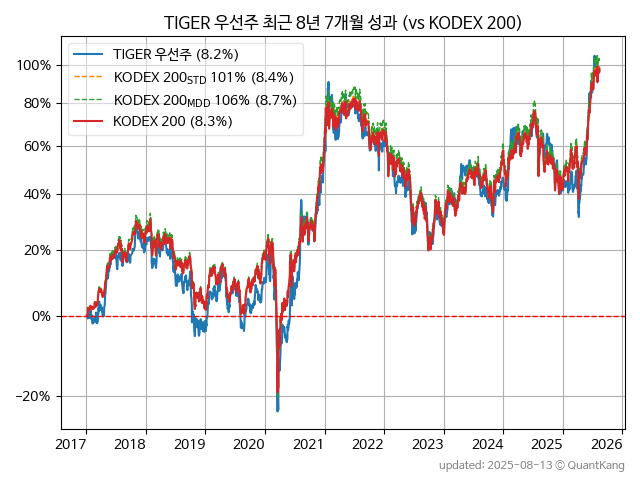 TIGER 우선주 최근 8년 7개월 성과 (vs KODEX 200)
TIGER 우선주 (8.2%)
KODEX 200STD 101% (8.4%)
KODEX 200MDD 106% (8.7%)
KODEX 200 (8.3%)
100%
80%
60%
40%
20%
0%
−20%
2017 2018 2019 2020 2021 2022 2023 2024 2025 2026
updated: 2025-08-13 ⓒ QuantKang